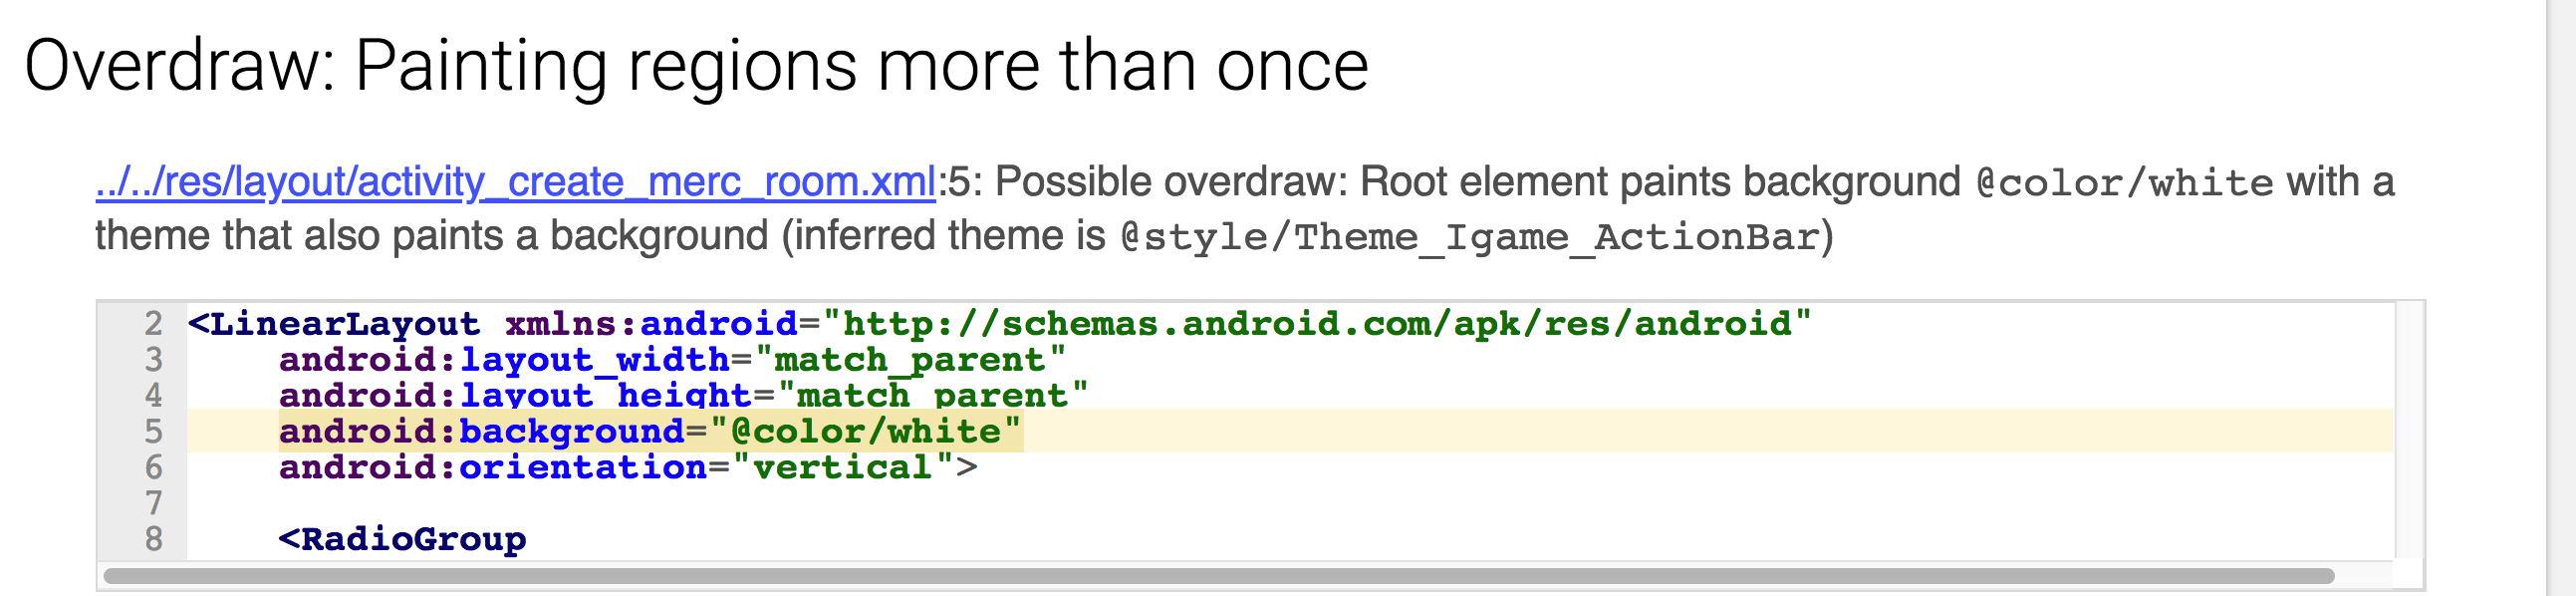 Overdraw: Painting regions more than once
../../res/layout/activity_create_merc_room.xml:5: Possible overdraw: Root element paints background @color/white with a
theme that also paints a background (inferred theme is @style/Theme_Igame_ActionBar)
2 <LinearLayout xmlns:android="http://schemas.android.com/apk/res/android"
3     android:layout_width="match_parent"
4     android:layout_height="match_parent"
5     android:background="@color/white"
6     android:orientation="vertical">
7
8     <RadioGroup